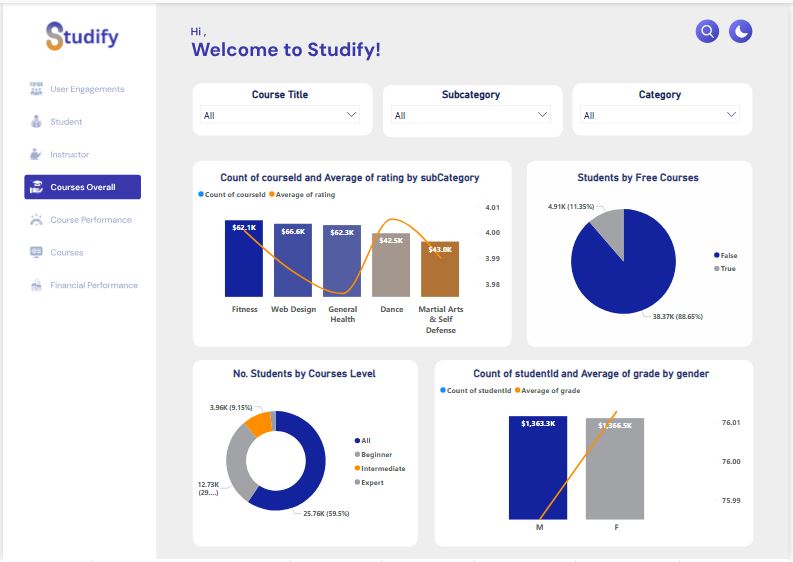 Studify
Hi ,
Welcome to Studify!
User Engagements
Student
Instructor
Courses Overall
Course Performance
Courses
Financial Performance
Course Title
All
Subcategory
All
Category
All
Count of courseId and Average of rating by subCategory
Count of courseId Average of rating
4.01
4.00
3.99
3.98
$62.1K
$66.6K
$62.3K
$42.5K
$43.0K
Fitness
Web Design
General
Health
Dance
Martial Arts
& Self
Defense
Students by Free Courses
4.91K (11.35%)
38.37K (88.65%)
False
True
No. Students by Courses Level
3.96K (9.15%)
12.73K
(29....)
25.76K (59.5%)
All
Beginner
Intermediate
Expert
Count of studentId and Average of grade by gender
Count of studentId Average of grade
$1,363.3K
$1,366.5K
76.01
76.00
75.99
M
F